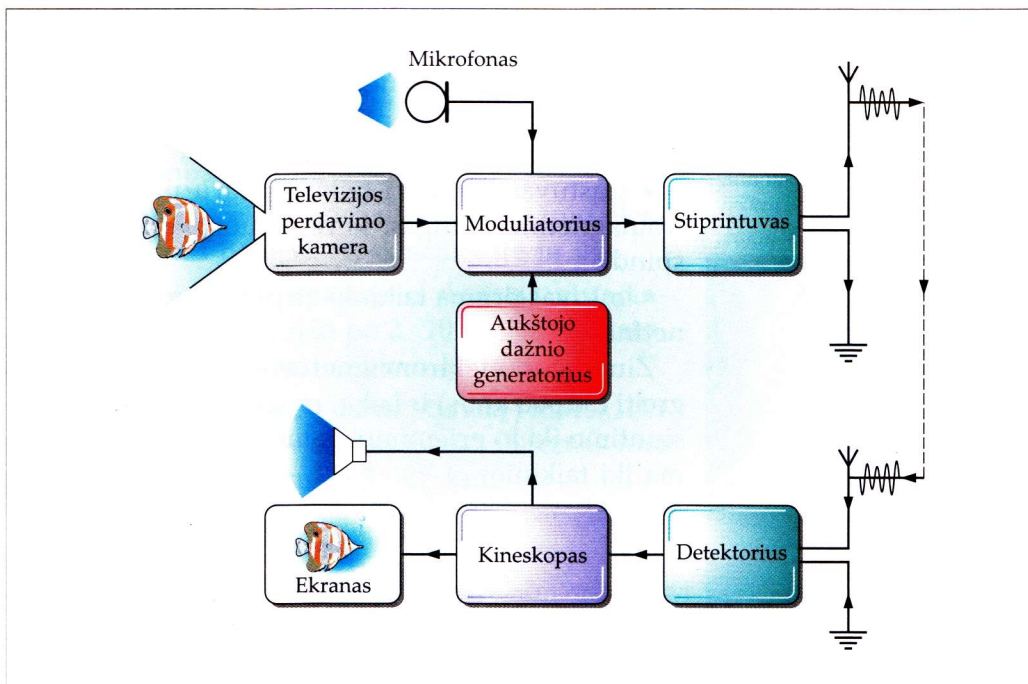 Mikrofonas
Televizijos
perdavimo
kamera
Moduliatorius
Stiprintuvas
Aukštojo
dažnio
generatorius
Ekranas
Kineskopas
Detektorius